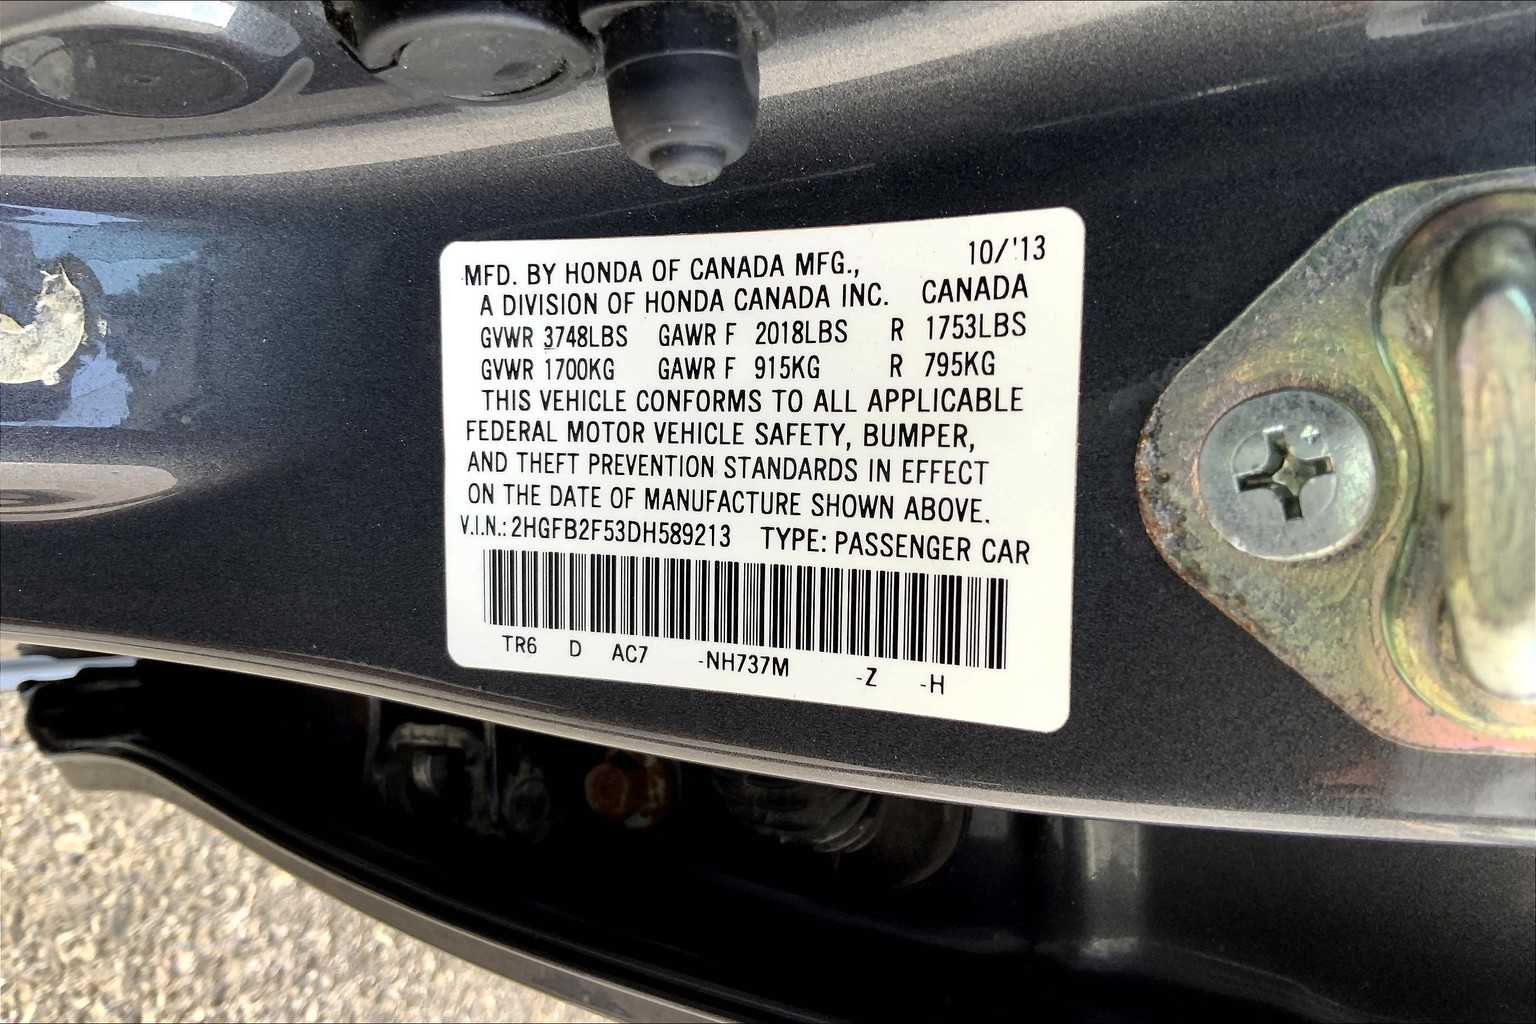 MFD. BY HONDA OF CANADA MFG., 10/'13
A DIVISION OF HONDA CANADA INC. CANADA
GVWR 3748LBS GAWR F 2018LBS R 1753LBS
GVWR 1700KG GAWR F 915KG R 795KG
THIS VEHICLE CONFORMS TO ALL APPLICABLE
FEDERAL MOTOR VEHICLE SAFETY, BUMPER,
AND THEFT PREVENTION STANDARDS IN EFFECT
ON THE DATE OF MANUFACTURE SHOWN ABOVE.
V.I.N.: 2HGFB2F53DH589213 TYPE: PASSENGER CAR
TR6 D AC7 -NH737M -Z -H